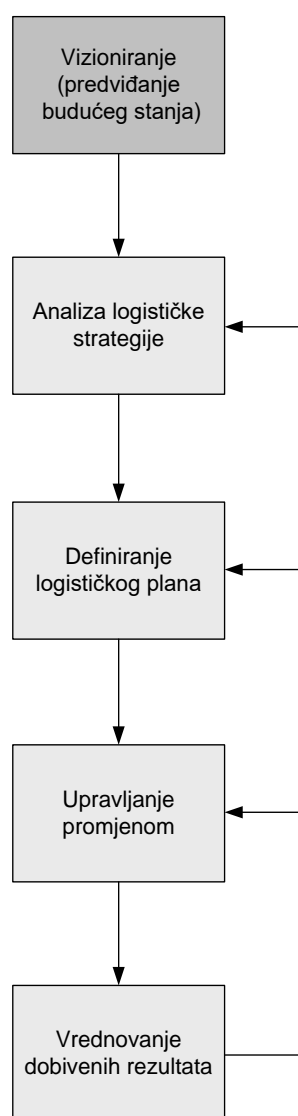 Vizioniranje
(predviđanje
budućeg stanja)
Analiza logističke
strategije
Definiranje
logističkog plana
Upravljanje
promjenom
Vrednovanje
dobivenih rezultata